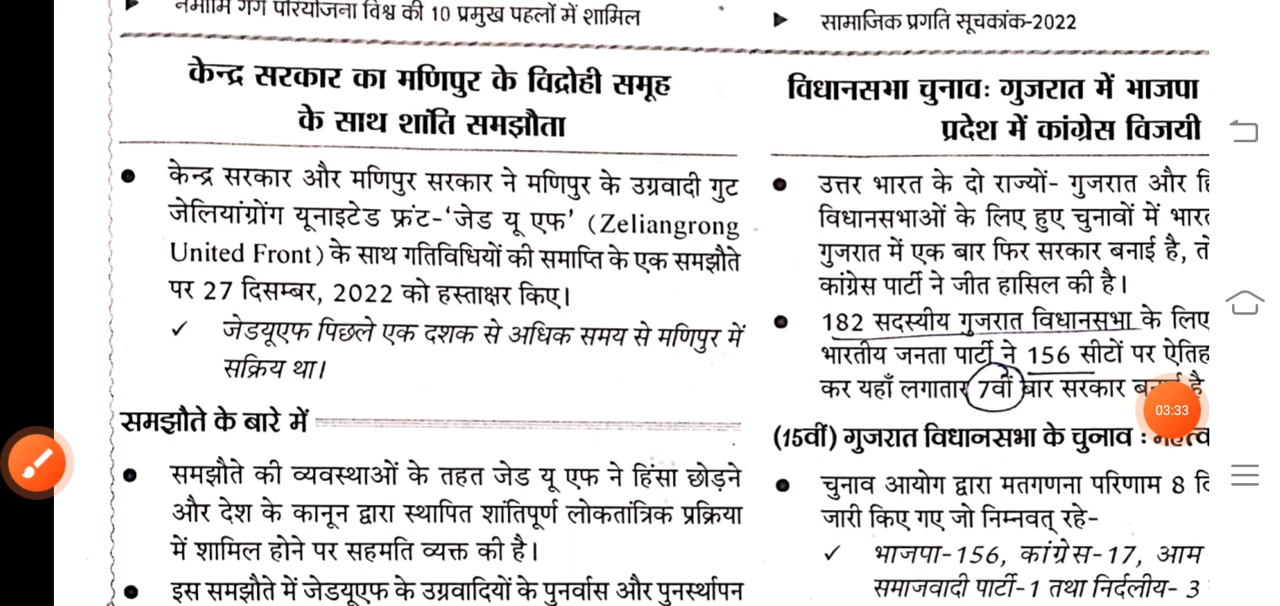 नमामि गंगे परियोजना विश्व की 10 प्रमुख पहलों में शामिल
केन्द्र सरकार का मणिपुर के विद्रोही समूह
के साथ शांति समझौता
केन्द्र सरकार और मणिपुर सरकार ने मणिपुर के उग्रवादी गुट
जेलियांग्रोंग यूनाइटेड फ्रंट-‘जेड यू एफ’ (Zeliangrong
United Front) के साथ गतिविधियों की समाप्ति के एक समझौते
पर 27 दिसम्बर, 2022 को हस्ताक्षर किए।
✓ जेडयूएफ पिछले एक दशक से अधिक समय से मणिपुर में
सक्रिय था।
समझौते के बारे में
समझौते की व्यवस्थाओं के तहत जेड यू एफ ने हिंसा छोड़ने
और देश के कानून द्वारा स्थापित शांतिपूर्ण लोकतांत्रिक प्रक्रिया
में शामिल होने पर सहमति व्यक्त की है।
इस समझौते में जेडयूएफ के उग्रवादियों के पुनर्वास और पुनर्स्थापन
सामाजिक प्रगति सूचकांक-2022
विधानसभा चुनावः गुजरात में भाजपा
प्रदेश में कांग्रेस विजयी
उत्तर भारत के दो राज्यों- गुजरात और
विधानसभाओं के लिए हुए चुनावों में
गुजरात में एक बार फिर सरकार बनाई है,
कांग्रेस पार्टी ने जीत हासिल की है।
182 सदस्यीय गुजरात विधानसभा के लिए
भारतीय जनता पार्टी ने 156 सीटों पर
कर यहाँ लगातार 7वीं बार सरकार है
03:33
(15वीं) गुजरात विधानसभा के चुनाव :
चुनाव आयोग द्वारा मतगणना परिणाम 8
जारी किए गए जो निम्नवत् रहे-
✓ भाजपा-156, कांग्रेस-17, आम
समाजवादी पार्टी-1 तथा निर्दलीय- 3